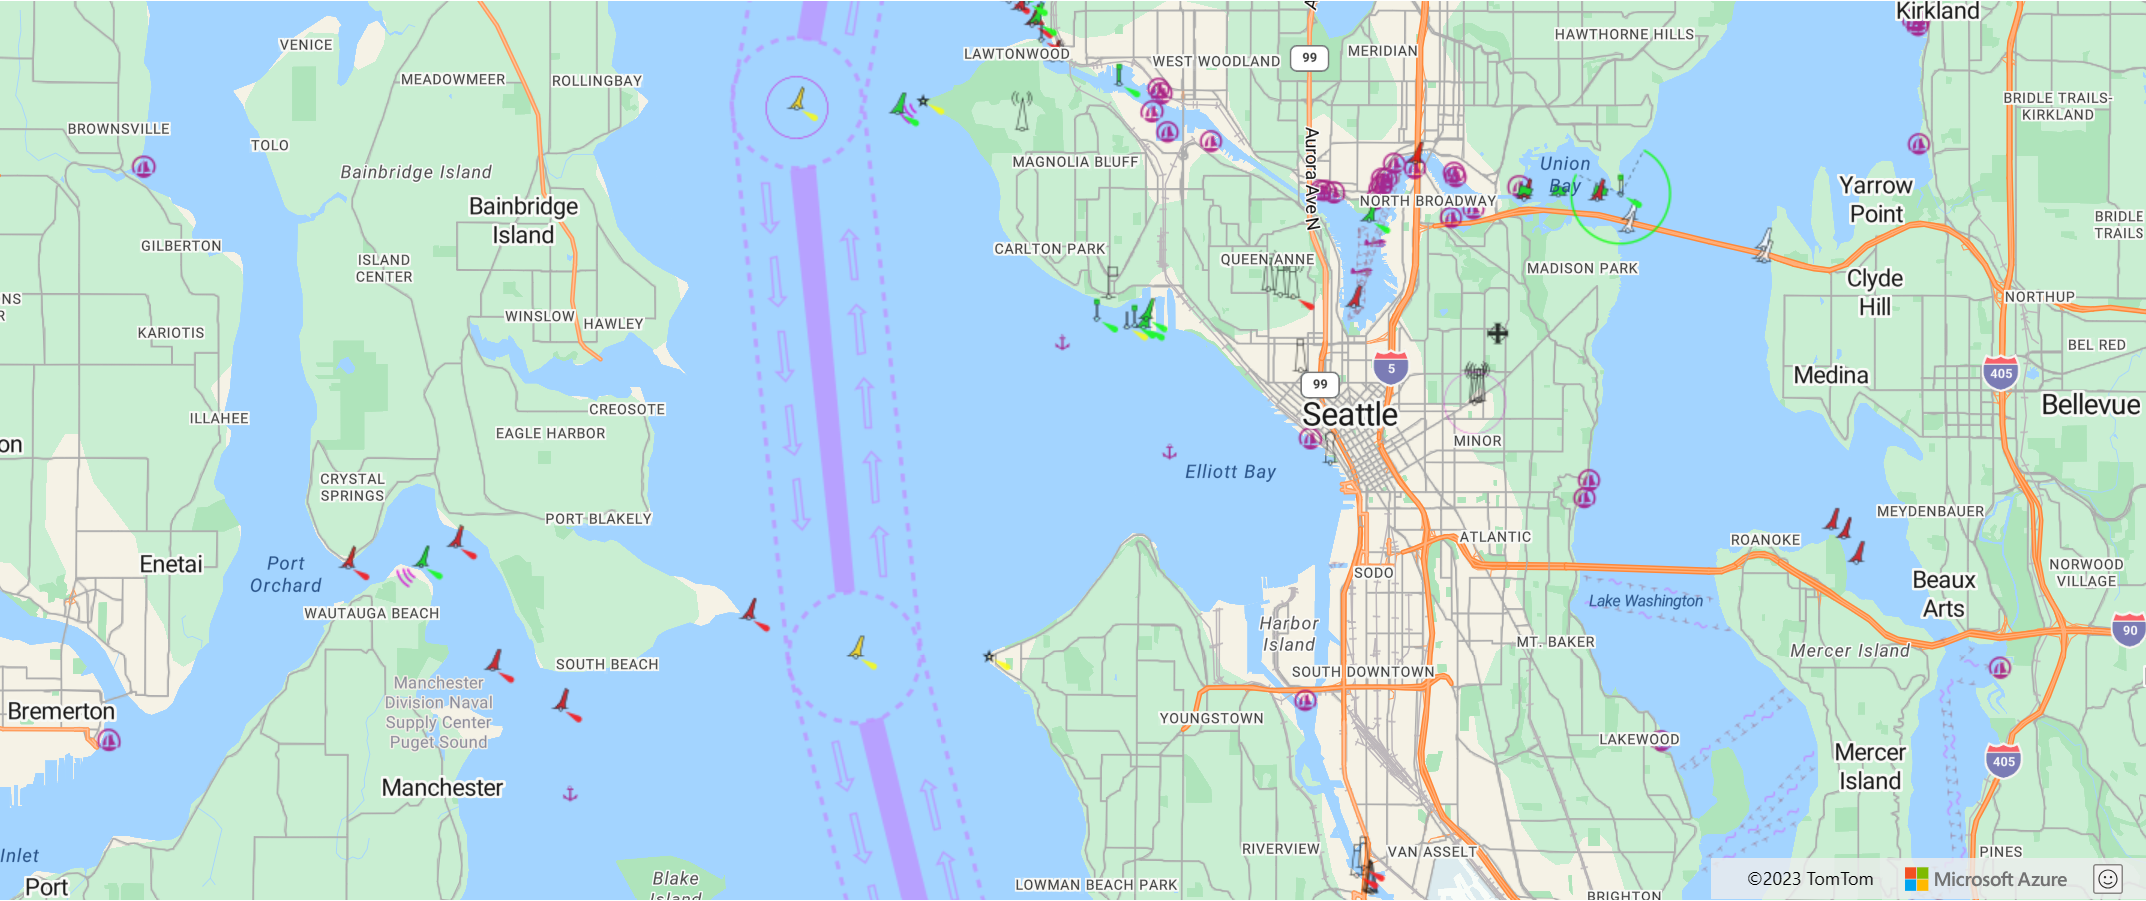 Kirkland
LAWTONWOOD
WEST WOODLAND
99
MERIDIAN
HAWTHORNE HILLS
VENICE
MEADOWMEER
ROLLINGBAY
BROWNSVILLE
TOLO
Bainbridge Island
Bainbridge
Island
BRIDLE TRAILS-
KIRKLAND
MAGNOLIA BLUFF
Aurora Ave N
Union
Bay
NORTH BROADWAY
Yarrow
Point
BRIDLE
TRAILS
GILBERTON
ISLAND
CENTER
CARLTON PARK
QUEEN ANNE
MADISON PARK
Clyde
Hill
NORTHUP
KARIOTIS
WINSLOW
HAWLEY
BEL RED
5
99
405
Medina
Bellevue
ILLAHEE
CREOSOTE
EAGLE HARBOR
Seattle
MINOR
on
CRYSTAL
SPRINGS
Elliott Bay
PORT BLAKELY
MEYDENBAUER
ATLANTIC
ROANOKE
Enetai
Port
Orchard
SODO
NORWOOD
VILLAGE
Beaux
Arts
WAUTAUGA BEACH
Lake Washington
Harbor
Island
MT. BAKER
90
Mercer Island
SOUTH BEACH
SOUTH DOWNTOWN
Manchester
Division Naval
Supply Center
Puget Sound
Bremerton
YOUNGSTOWN
LAKEWOOD
Mercer
Island
405
Manchester
Inlet
Port
RIVERVIEW
VAN ASSELT
PINES
Blake
Island
LOWMAN BEACH PARK
BRIGHTON
©2023 TomTom
Microsoft Azure